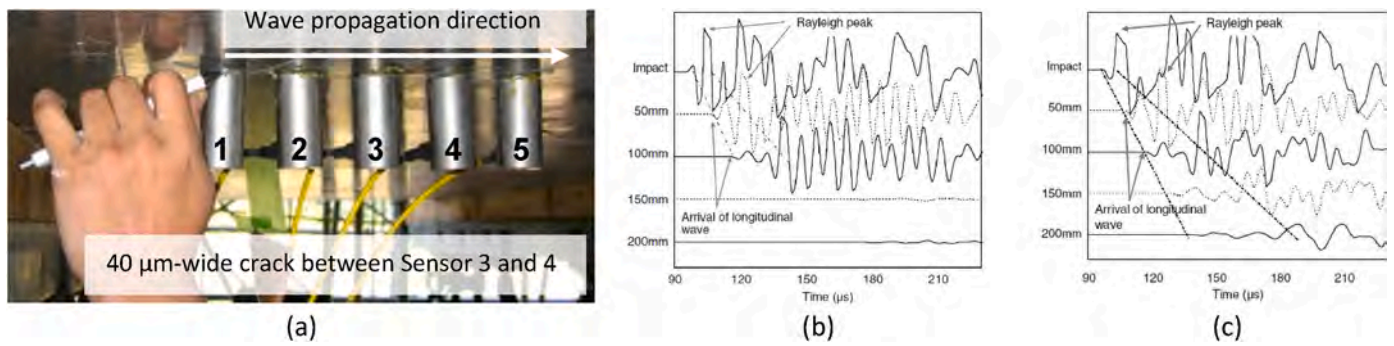 Wave propagation direction
1 2 3 4 5
40 µm-wide crack between Sensor 3 and 4
(a)
Rayleigh peak
Impact
50mm
100mm
150mm
Arrival of longitudinal
wave
200mm
90 120 150 180 210
Time (µs)
(b)
Rayleigh peak
Impact
50mm
100mm
150mm
Arrival of longitudinal
wave
200mm
90 120 150 180 210
Time (µs)
(c)